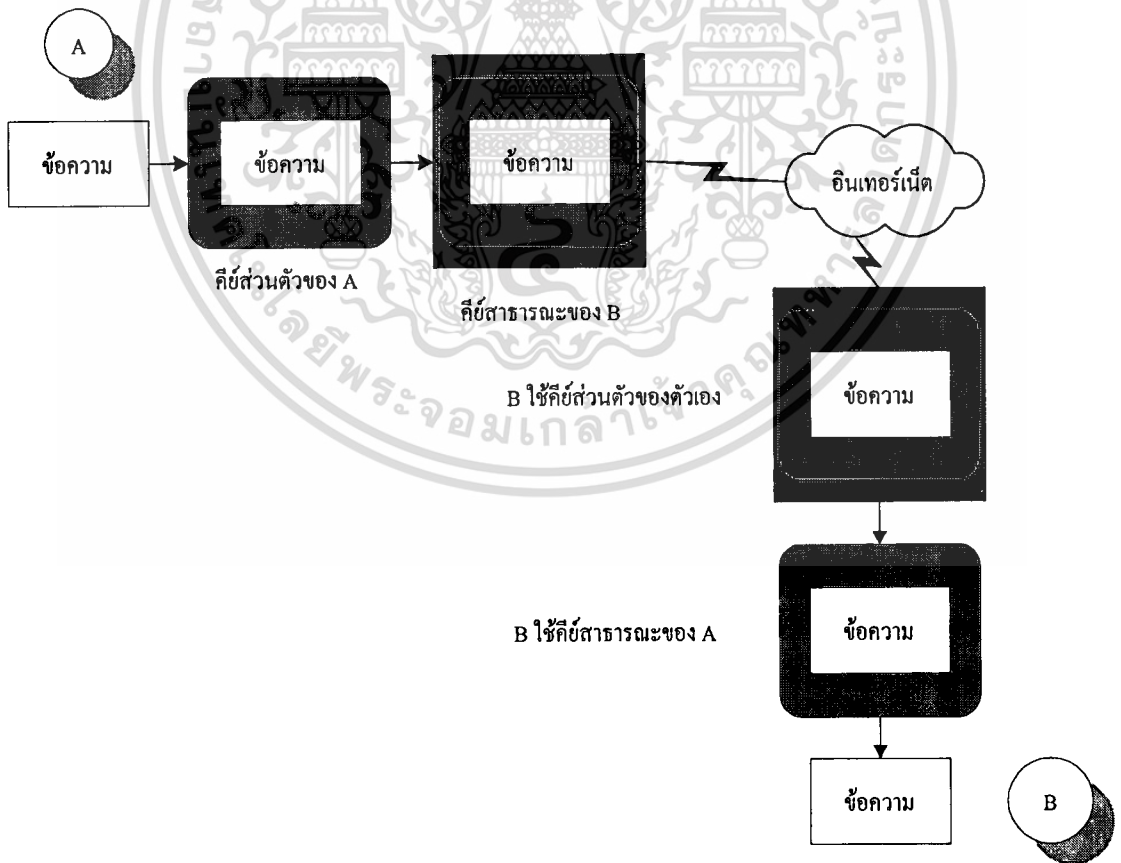 A
ข้อความ
ข้อความ
ข้อความ
อินเทอร์เน็ต
คีย์ส่วนตัวของ A
คีย์สาธารณะของ B
B ใช้คีย์ส่วนตัวของตัวเอง
ข้อความ
B ใช้คีย์สาธารณะของ A
ข้อความ
ข้อความ
B